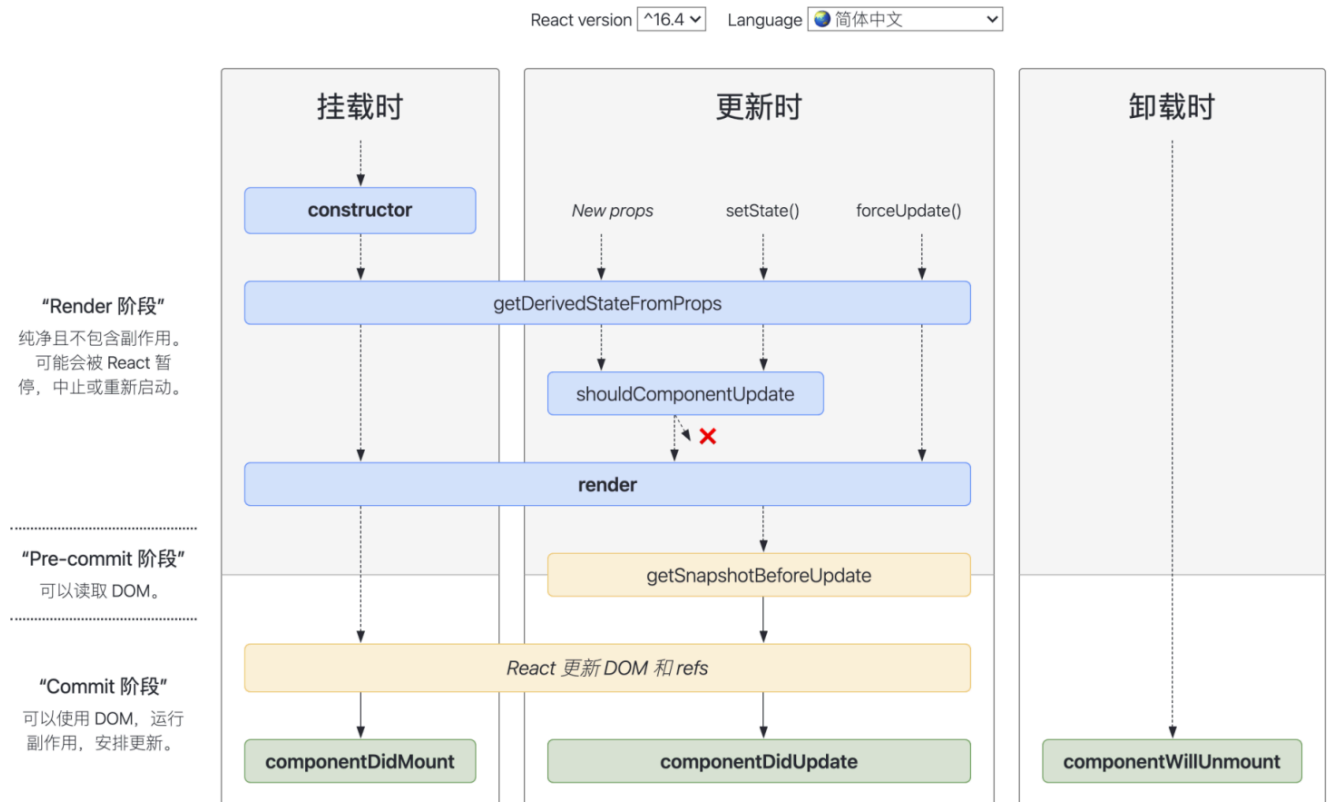 React version ^16.4 Language 简体中文
挂载时 更新时 卸载时
constructor
New props setState() forceUpdate()
getDerivedStateFromProps
“Render 阶段”
纯净且不包含副作用。
可能会被 React 暂
停，中止或重新启动。
shouldComponentUpdate
render
“Pre-commit 阶段”
可以读取 DOM。
getSnapshotBeforeUpdate
React 更新 DOM 和 refs
“Commit 阶段”
可以使用 DOM，运行
副作用，安排更新。
componentDidMount componentDidUpdate componentWillUnmount